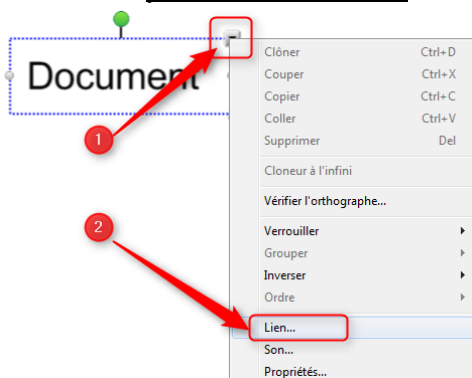 Document
1
Clôner Ctrl+D
Couper Ctrl+X
Copier Ctrl+C
Coller Ctrl+V
Supprimer Del
Cloneur à l'infini
Vérifier l'orthographe...
Verrouiller
2
Grouper
Inverser
Ordre
Lien...
Son...
Propriétés...